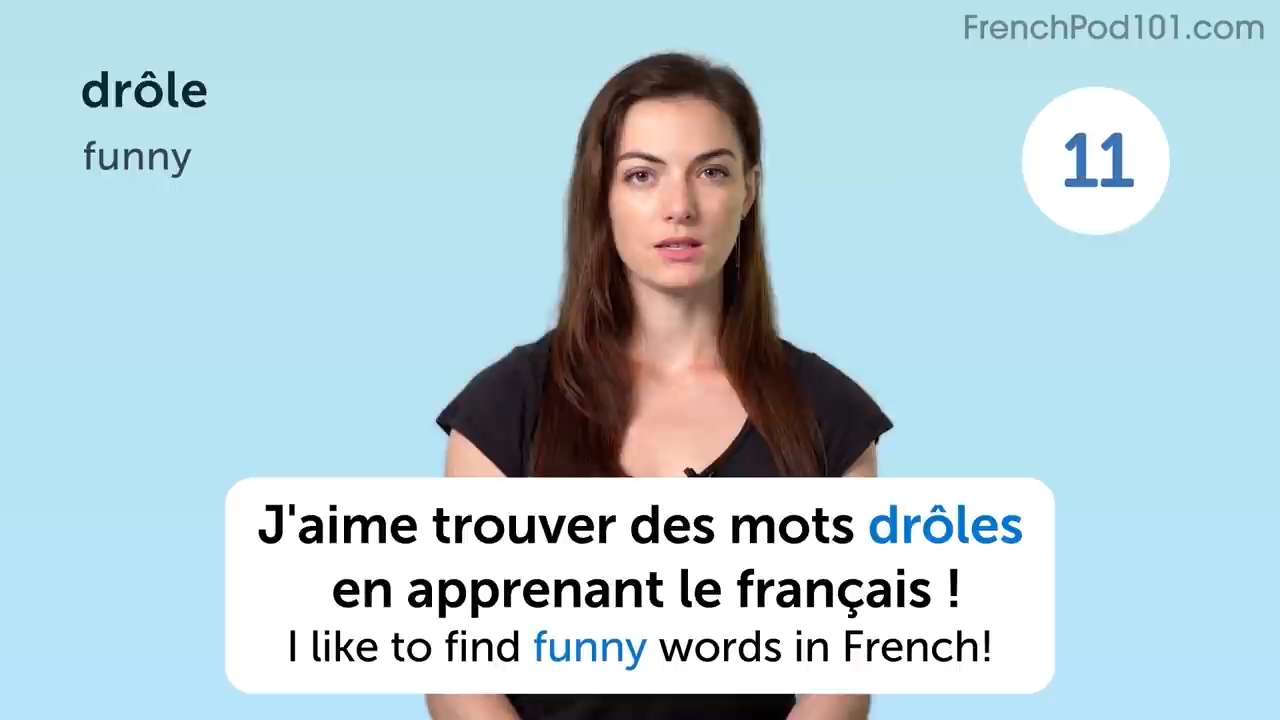 FrenchPod101.com
drôle
funny
11
J'aime trouver des mots drôles
en apprenant le français !
I like to find funny words in French!